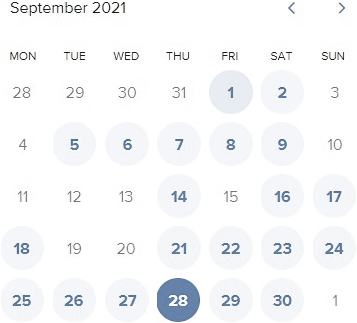 September 2021
MON TUE WED THU FRI SAT SUN
28 29 30 31 1 2 3
4 5 6 7 8 9 10
11 12 13 14 15 16 17
18 19 20 21 22 23 24
25 26 27 28 29 30 1